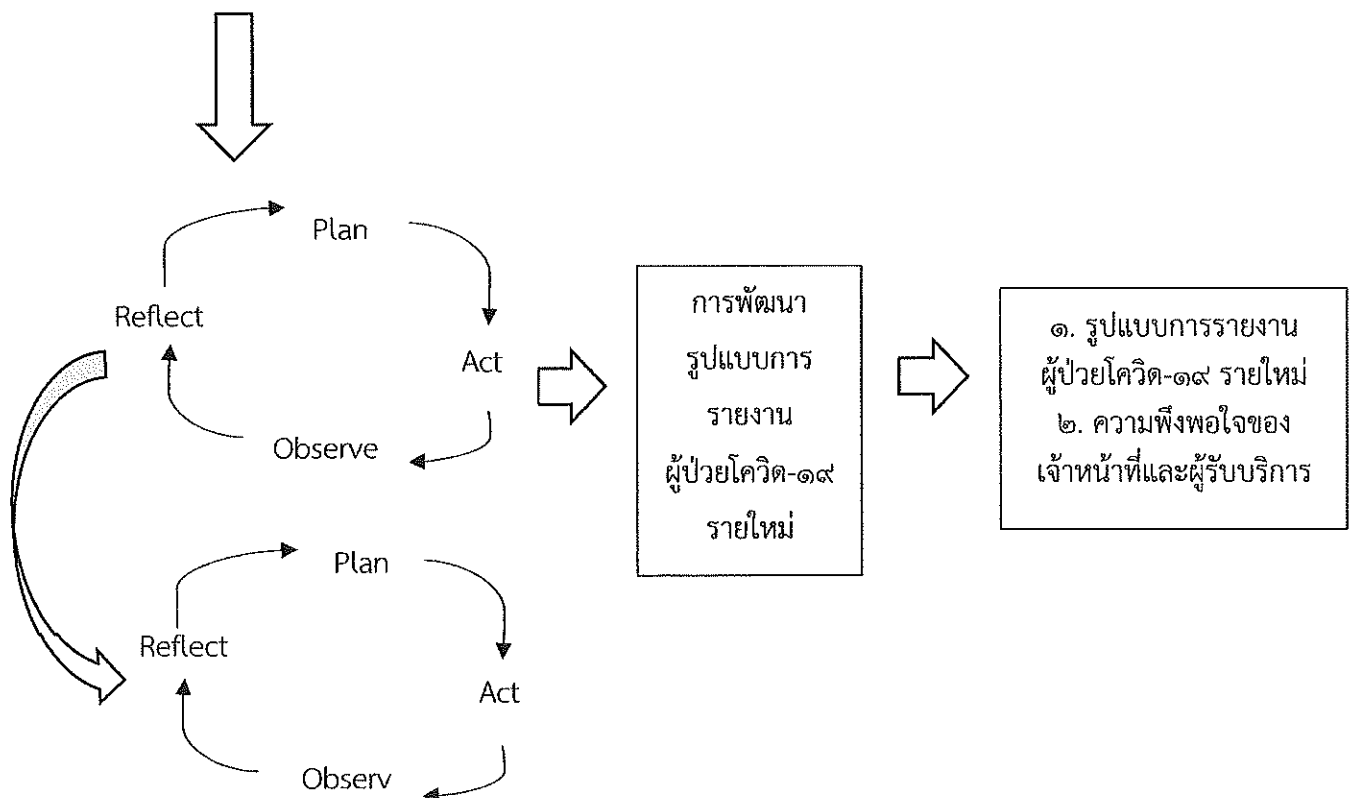 Plan
Reflect
Act
Observe
Plan
Reflect
Act
Observ
การพัฒนา
รูปแบบการ
รายงาน
ผู้ป่วยโควิด-๑๙
รายใหม่
๑. รูปแบบการรายงาน
ผู้ป่วยโควิด-๑๙ รายใหม่
๒. ความพึงพอใจของ
เจ้าหน้าที่และผู้รับบริการ